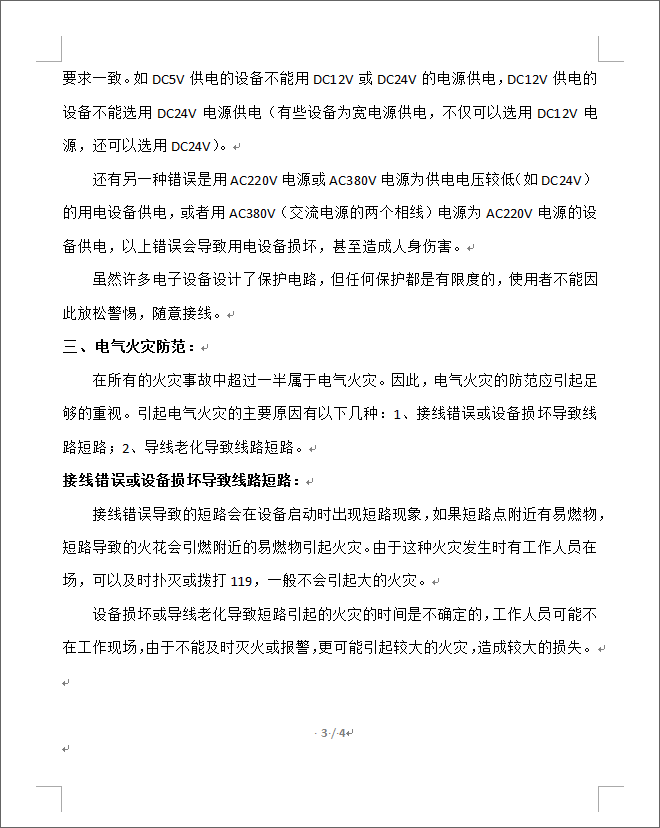 要求一致。如 DC5V 供电的设备不能用 DC12V 或 DC24V 的电源供电，DC12V 供电的
设备不能选用 DC24V 电源供电（有些设备为宽电源供电，不仅可以选用 DC12V 电
源，还可以选用 DC24V）。
还有另一种错误是用 AC220V 电源或 AC380V 电源为供电电压较低（如 DC24V）
的用电设备供电，或者用 AC380V（交流电源的两个相线）电源为 AC220V 电源的设
备供电，以上错误会导致用电设备损坏，甚至造成人身伤害。
虽然许多电子设备设计了保护电路，但任何保护都是有限度的，使用者不能因
此放松警惕，随意接线。
三、电气火灾防范：
在所有的火灾事故中超过一半属于电气火灾。因此，电气火灾的防范应引起足
够的重视。引起电气火灾的主要原因有以下几种：1、接线错误或设备损坏导致线
路短路；2、导线老化导致线路短路。
接线错误或设备损坏导致线路短路：
接线错误导致的短路会在设备启动时出现短路现象，如果短路点附近有易燃物，
短路导致的火花会引燃附近的易燃物引起火灾。由于这种火灾发生时有工作人员在
场，可以及时扑灭或拨打 119，一般不会引起大的火灾。
设备损坏或导线老化导致短路引起的火灾的时间是不确定的，工作人员可能不
在工作现场，由于不能及时灭火或报警，更可能引起较大的火灾，造成较大的损失。
3 / 4